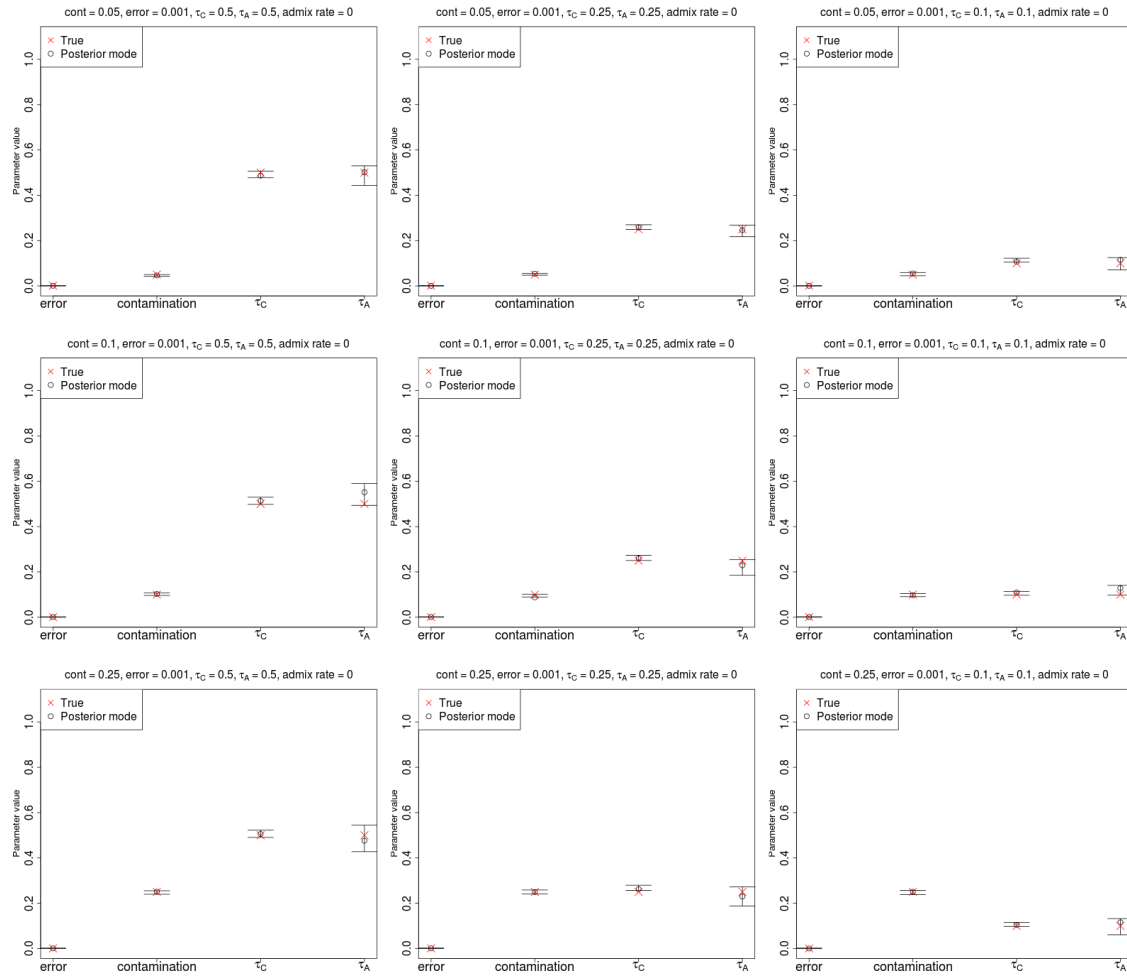 cont = 0.05, error = 0.001, τC = 0.5, τA = 0.5, admix rate = 0
× True
○ Posterior mode
Parameter value
1.0
0.8
0.6
0.4
0.2
0.0
error contamination τC τA
cont = 0.05, error = 0.001, τC = 0.25, τA = 0.25, admix rate = 0
× True
○ Posterior mode
Parameter value
1.0
0.8
0.6
0.4
0.2
0.0
error contamination τC τA
cont = 0.05, error = 0.001, τC = 0.1, τA = 0.1, admix rate = 0
× True
○ Posterior mode
Parameter value
1.0
0.8
0.6
0.4
0.2
0.0
error contamination τC τA
cont = 0.1, error = 0.001, τC = 0.5, τA = 0.5, admix rate = 0
× True
○ Posterior mode
Parameter value
1.0
0.8
0.6
0.4
0.2
0.0
error contamination τC τA
cont = 0.1, error = 0.001, τC = 0.25, τA = 0.25, admix rate = 0
× True
○ Posterior mode
Parameter value
1.0
0.8
0.6
0.4
0.2
0.0
error contamination τC τA
cont = 0.1, error = 0.001, τC = 0.1, τA = 0.1, admix rate = 0
× True
○ Posterior mode
Parameter value
1.0
0.8
0.6
0.4
0.2
0.0
error contamination τC τA
cont = 0.25, error = 0.001, τC = 0.5, τA = 0.5, admix rate = 0
× True
○ Posterior mode
Parameter value
1.0
0.8
0.6
0.4
0.2
0.0
error contamination τC τA
cont = 0.25, error = 0.001, τC = 0.25, τA = 0.25, admix rate = 0
× True
○ Posterior mode
Parameter value
1.0
0.8
0.6
0.4
0.2
0.0
error contamination τC τA
cont = 0.25, error = 0.001, τC = 0.1, τA = 0.1, admix rate = 0
× True
○ Posterior mode
Parameter value
1.0
0.8
0.6
0.4
0.2
0.0
error contamination τC τA